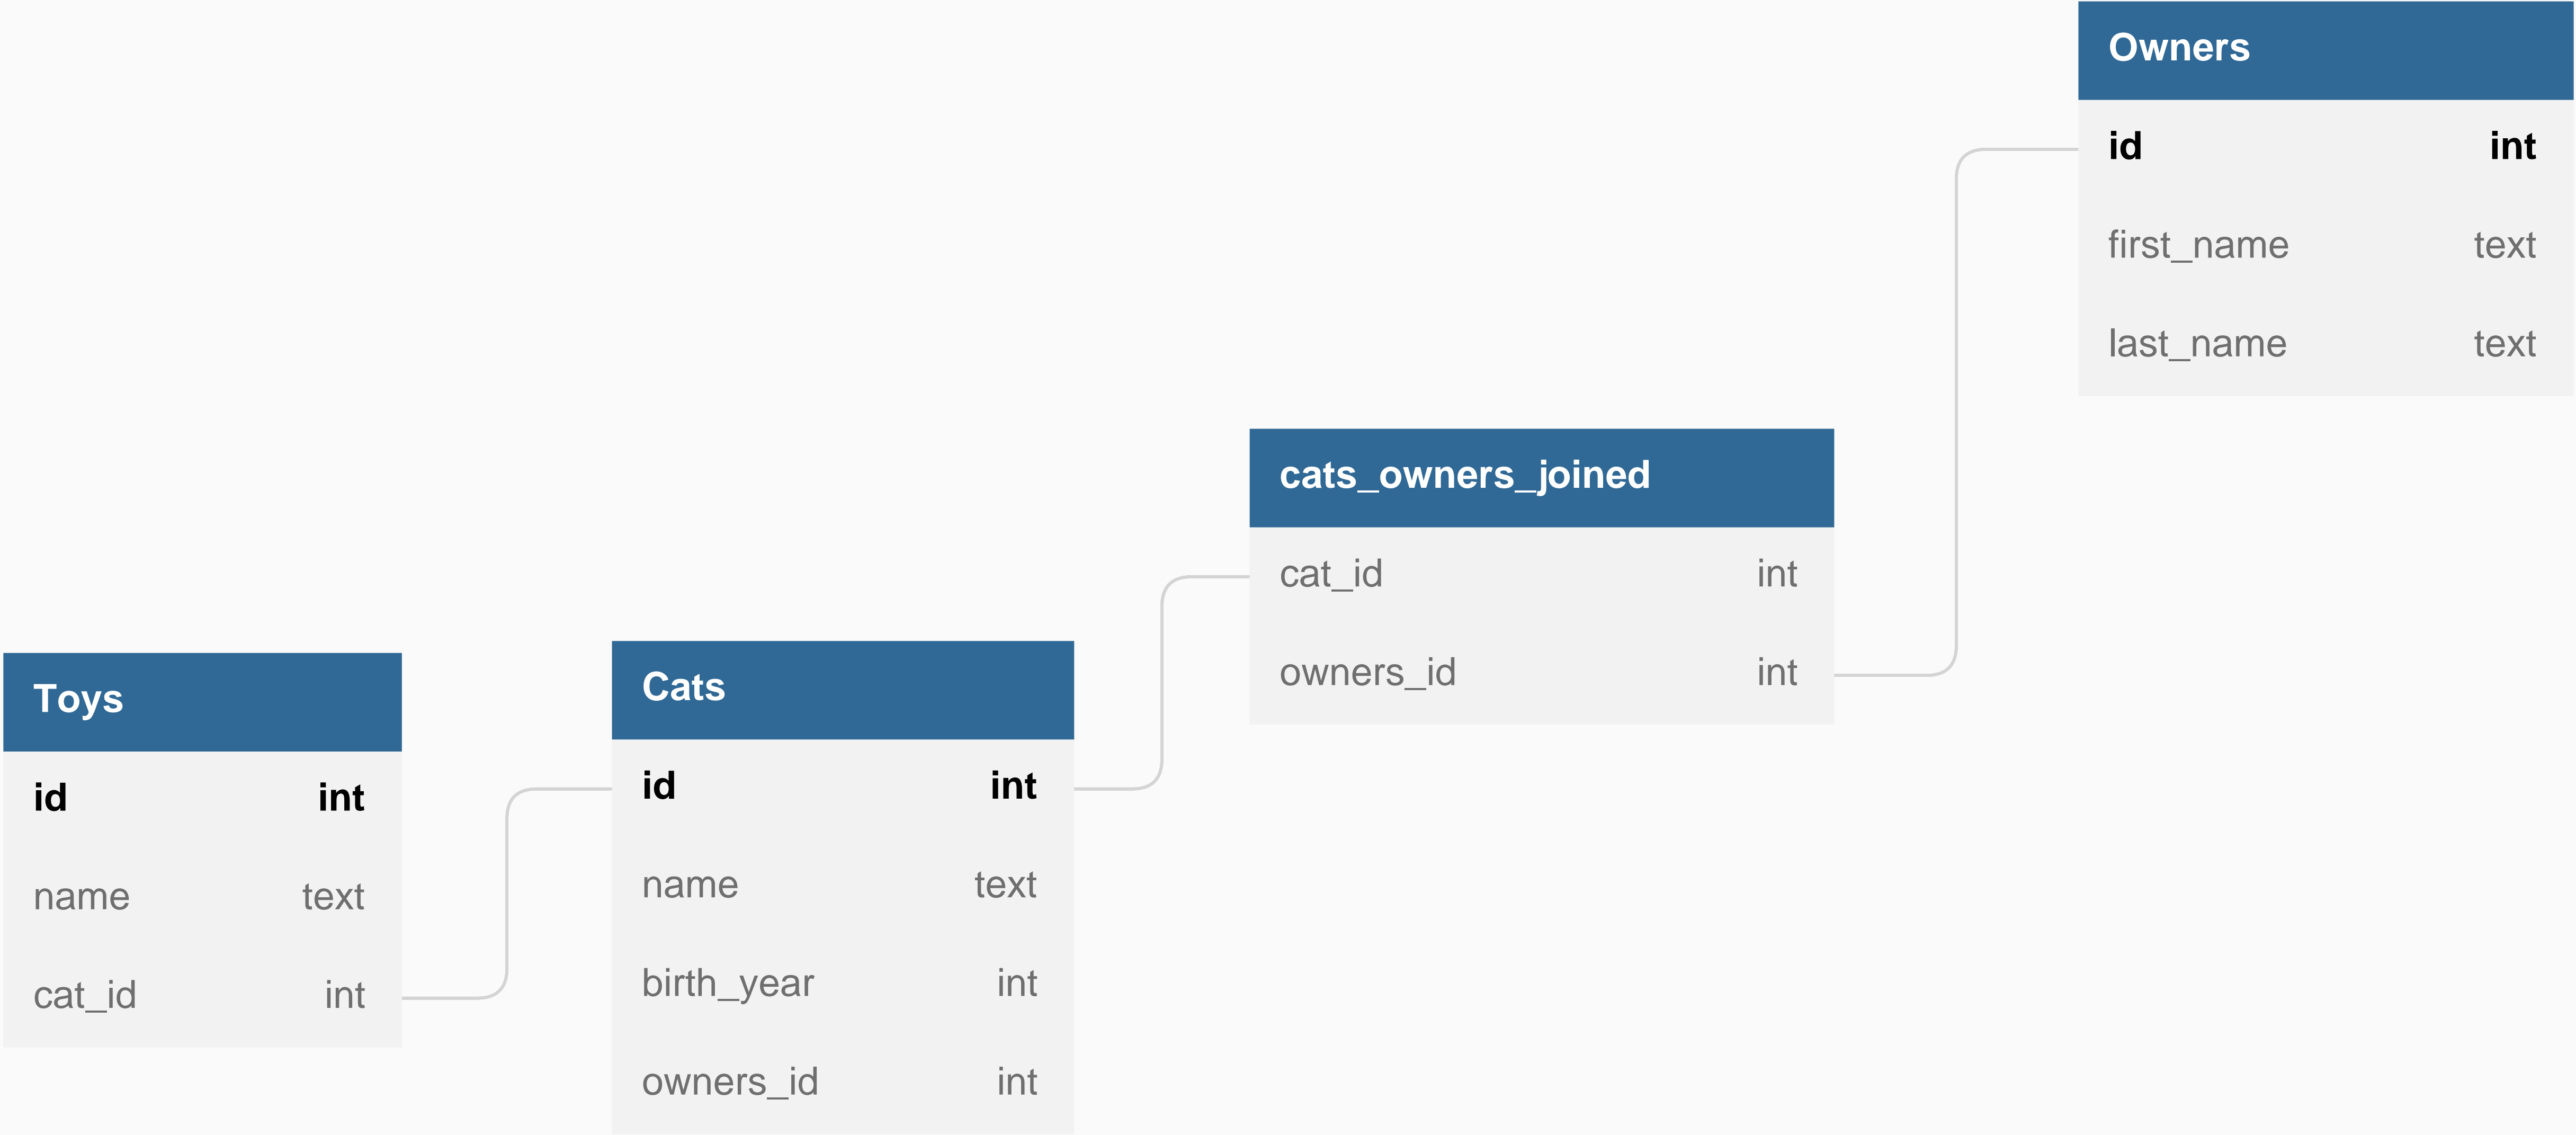 Owners
id int
first_name text
last_name text
cats_owners_joined
cat_id int
owners_id int
Toys
id int
name text
cat_id int
Cats
id int
name text
birth_year int
owners_id int